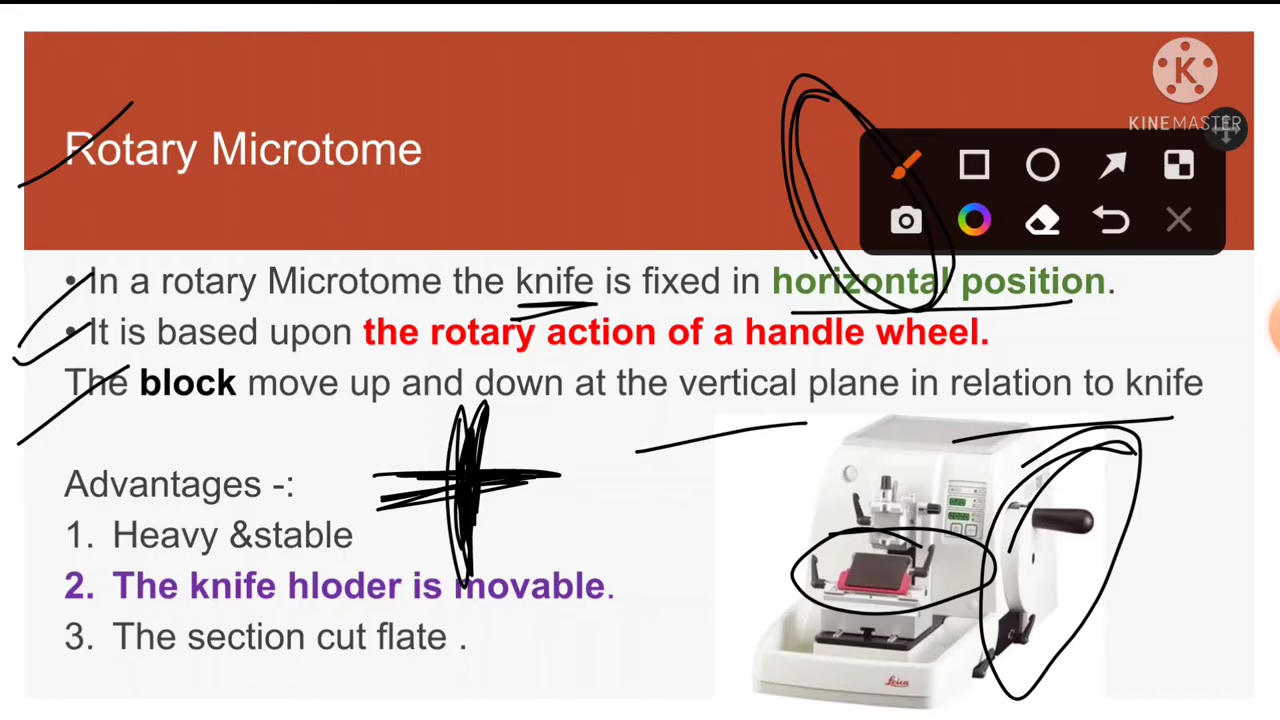 KINEMASTER
Rotary Microtome
• In a rotary Microtome the knife is fixed in horizontal position.
• It is based upon the rotary action of a handle wheel.
The block move up and down at the vertical plane in relation to knife
Advantages -:
1. Heavy &stable
2. The knife hloder is movable.
3. The section cut flate .
Leica